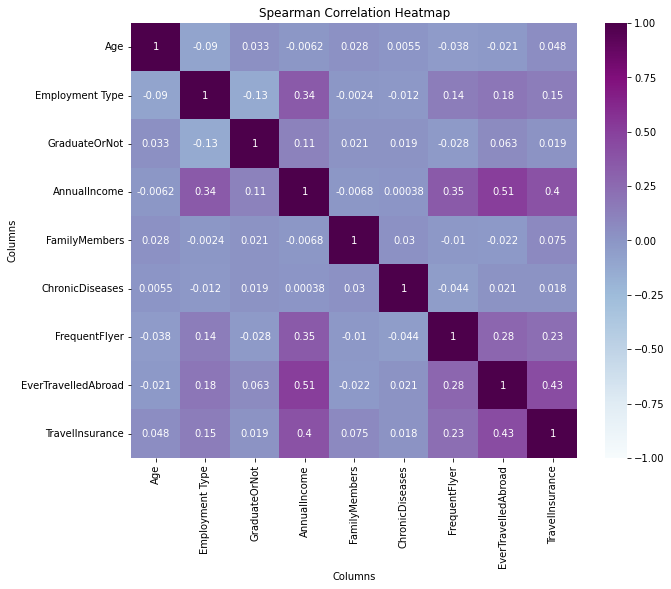 Spearman Correlation Heatmap
Columns
Age 1 -0.09 0.033 -0.0062 0.028 0.0055 -0.038 -0.021 0.048
Employment Type -0.09 1 -0.13 0.34 -0.0024 -0.012 0.14 0.18 0.15
GraduateOrNot 0.033 -0.13 1 0.11 0.021 0.019 -0.028 0.063 0.019
AnnualIncome -0.0062 0.34 0.11 1 -0.0068 0.00038 0.35 0.51 0.4
FamilyMembers 0.028 -0.0024 0.021 -0.0068 1 0.03 -0.01 -0.022 0.075
ChronicDiseases 0.0055 -0.012 0.019 0.00038 0.03 1 -0.044 0.021 0.018
FrequentFlyer -0.038 0.14 -0.028 0.35 -0.01 -0.044 1 0.28 0.23
EverTravelledAbroad -0.021 0.18 0.063 0.51 -0.022 0.021 0.28 1 0.43
TravelInsurance 0.048 0.15 0.019 0.4 0.075 0.018 0.23 0.43 1
Age
Employment Type
GraduateOrNot
AnnualIncome
FamilyMembers
ChronicDiseases
FrequentFlyer
EverTravelledAbroad
TravelInsurance
Columns
1.00
0.75
0.50
0.25
0.00
−0.25
−0.50
−0.75
−1.00